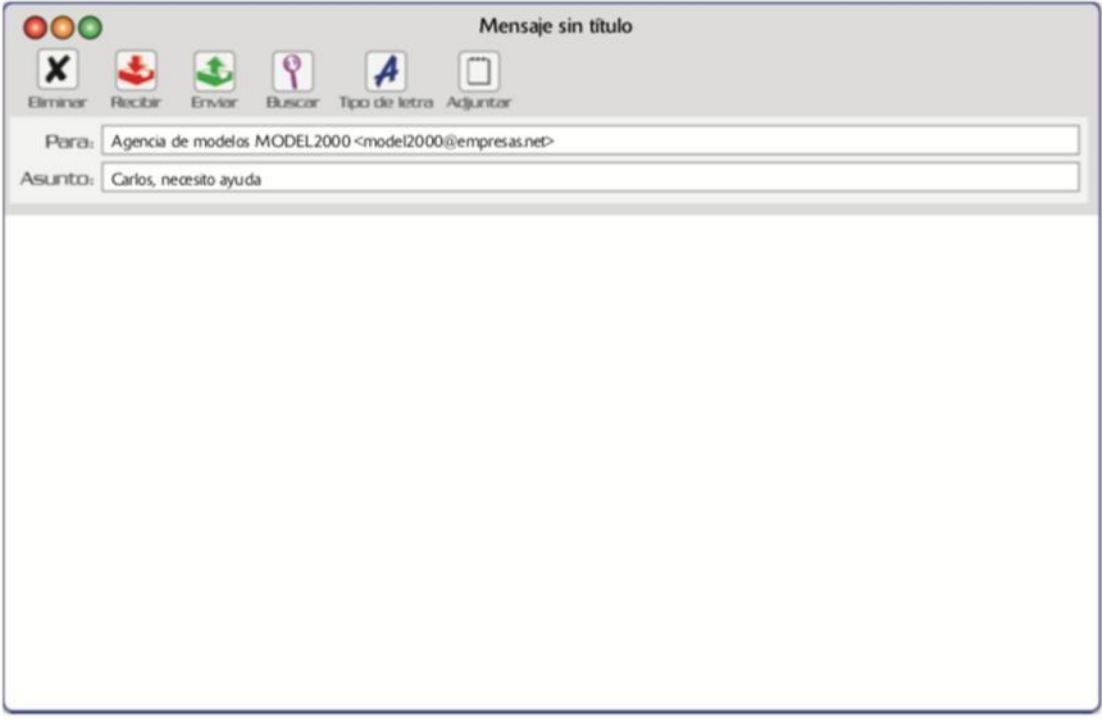 Mensaje sin título
Eliminar Recibir Enviar Buscar Tipo de letra Adjuntar
Para: Agencia de modelos MODEL2000 <model2000@empresas.net>
Asunto: Carlos, necesito ayuda